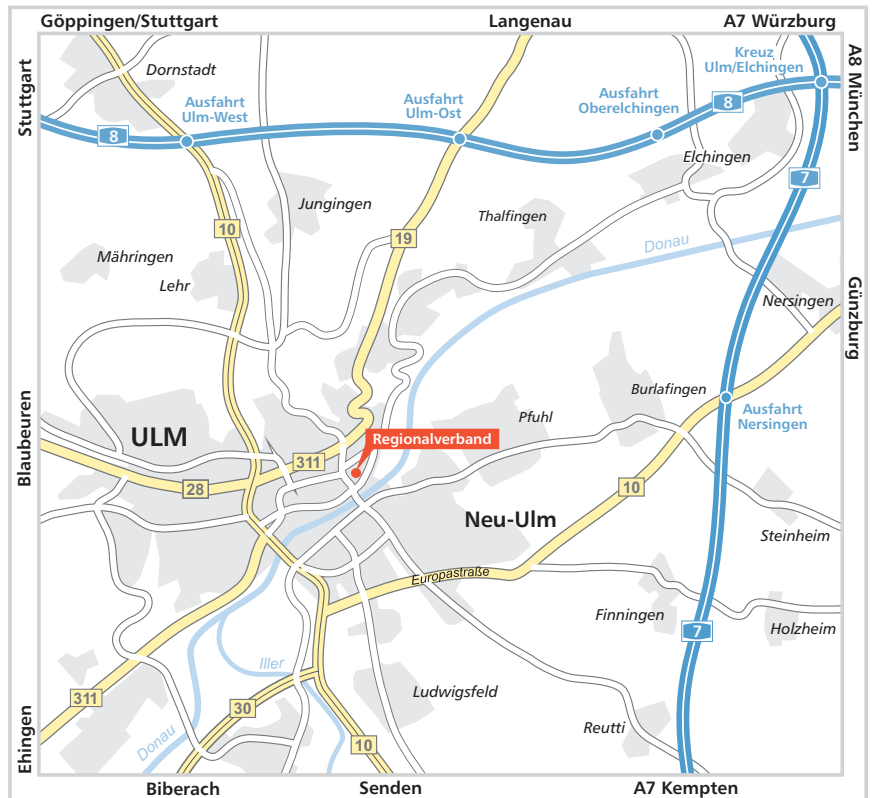 Göppingen/Stuttgart
Langenau
A7 Würzburg
Stuttgart
A8 München
Dornstadt
Ausfahrt
Ulm-West
Ausfahrt
Ulm-Ost
Ausfahrt
Oberelchingen
Kreuz
Ulm/Elchingen
8
8
7
Elchingen
Jungingen
Thalfingen
10
19
Donau
Mähringen
Lehr
Nersingen
Günzburg
Burlafingen
Pfuhl
Ausfahrt
Nersingen
Blaubeuren
ULM
Regionalverband
311
28
10
Neu-Ulm
Steinheim
Europastraße
Finningen
Holzheim
7
Iller
Ludwigsfeld
311
30
Reutti
Donau
10
Ehingen
Biberach
Senden
A7 Kempten